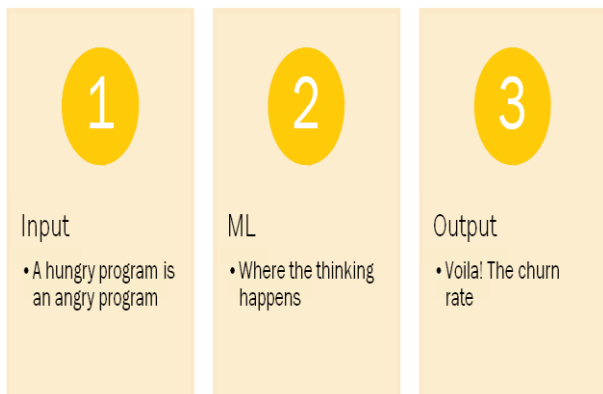 1
Input
• A hungry program is
an angry program
2
ML
• Where the thinking
happens
3
Output
• Voila! The churn
rate